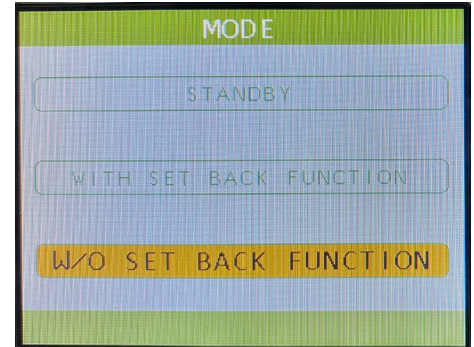 MODE
STANDBY
WITH SET BACK FUNCTION
W/O SET BACK FUNCTION